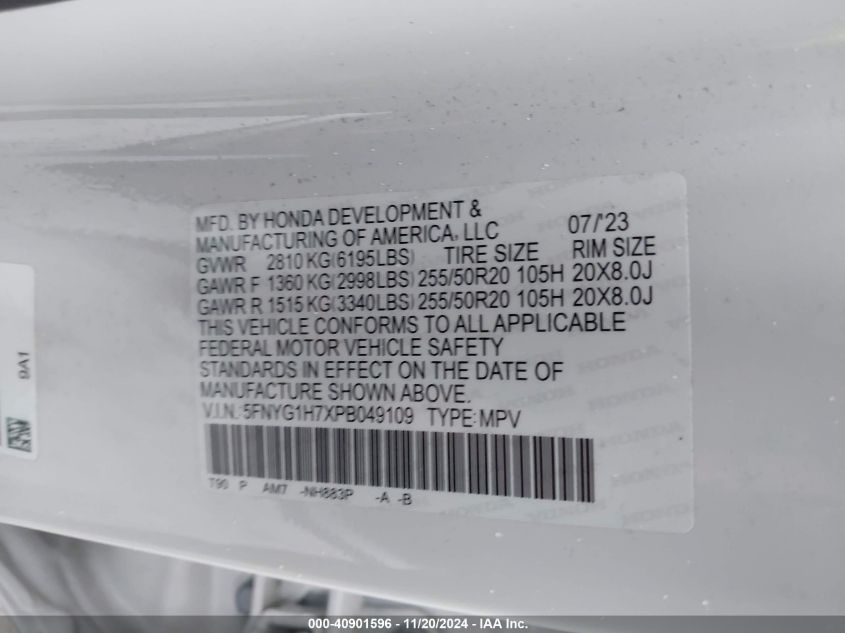 MFD. BY HONDA DEVELOPMENT &
MANUFACTURING OF AMERICA, LLC 07/'23
GVWR 2810 KG(6195LBS) TIRE SIZE RIM SIZE
GAWR F 1360 KG(2998LBS) 255/50R20 105H 20X8.0J
GAWR R 1515 KG(3340LBS) 255/50R20 105H 20X8.0J
THIS VEHICLE CONFORMS TO ALL APPLICABLE
FEDERAL MOTOR VEHICLE SAFETY
STANDARDS IN EFFECT ON THE DATE OF
MANUFACTURE SHOWN ABOVE.
V.I.N.: 5FNYG1H7XPB049109 TYPE: MPV
T90 P AM7 -NH883P -A -B
9A1
000-40901596 - 11/20/2024 - IAA Inc.